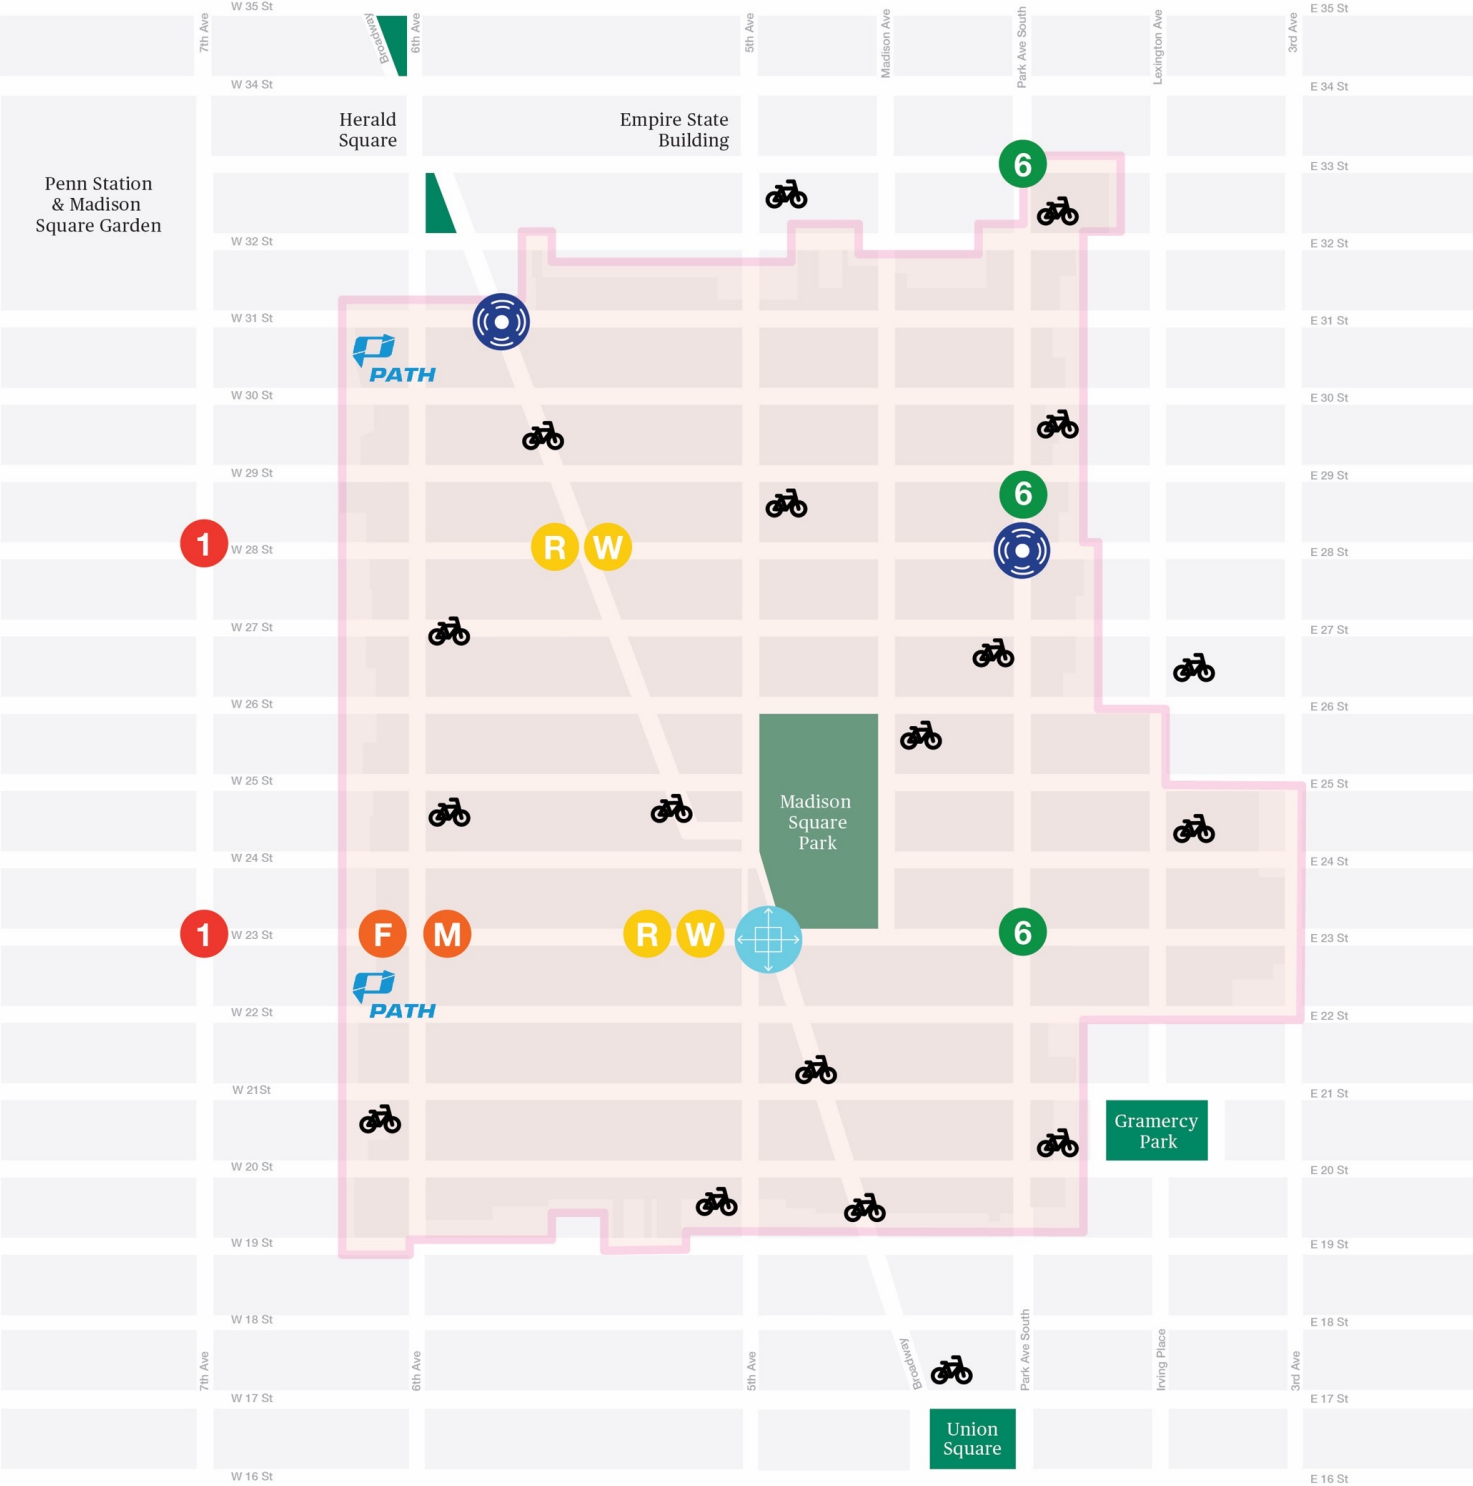 W 35 St
E 35 St
7th Ave
Broadway
6th Ave
5th Ave
Madison Ave
Park Ave South
Lexington Ave
3rd Ave
W 34 St
E 34 St
Herald
Square
Empire State
Building
6
E 33 St
Penn Station
& Madison
Square Garden
W 32 St
E 32 St
W 31 St
E 31 St
PATH
W 30 St
E 30 St
W 29 St
E 29 St
6
1
W 28 St
R
W
E 28 St
W 27 St
E 27 St
W 26 St
E 26 St
W 25 St
E 25 St
Madison
Square
Park
W 24 St
E 24 St
1
W 23 St
F
M
R
W
6
E 23 St
PATH
W 22 St
E 22 St
W 21St
E 21 St
Gramercy
Park
W 20 St
E 20 St
W 19 St
E 19 St
W 18 St
E 18 St
7th Ave
6th Ave
5th Ave
Broadway
Park Ave South
Irving Place
3rd Ave
W 17 St
E 17 St
Union
Square
W 16 St
E 16 St